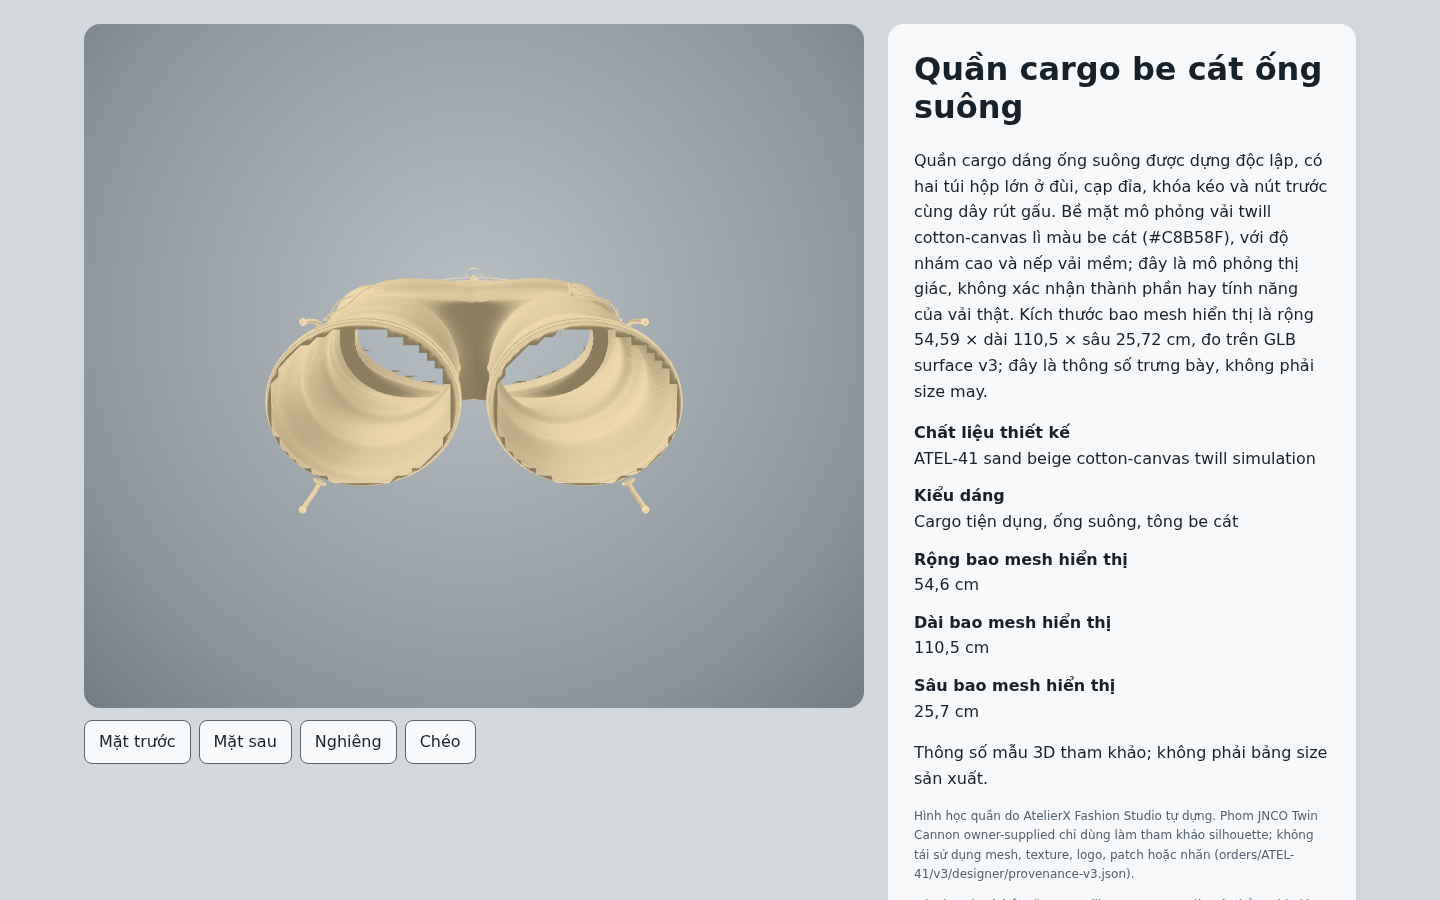 Quần cargo be cát ống
suông
Quần cargo dáng ống suông được dựng độc lập, có
hai túi hộp lớn ở đùi, cạp đỉa, khóa kéo và nút trước
cùng dây rút gấu. Bề mặt mô phỏng vải twill
cotton-canvas lì màu be cát (#C8B58F), với độ
nhám cao và nếp vải mềm; đây là mô phỏng thị
giác, không xác nhận thành phần hay tính năng
của vải thật. Kích thước bao mesh hiển thị là rộng
54,59 × dài 110,5 × sâu 25,72 cm, đo trên GLB
surface v3; đây là thông số trưng bày, không phải
size may.
Chất liệu thiết kế
ATEL-41 sand beige cotton-canvas twill simulation
Kiểu dáng
Cargo tiện dụng, ống suông, tông be cát
Rộng bao mesh hiển thị
54,6 cm
Dài bao mesh hiển thị
110,5 cm
Sâu bao mesh hiển thị
25,7 cm
Thông số mẫu 3D tham khảo; không phải bảng size
sản xuất.
Hình học quần do AtelierX Fashion Studio tự dựng. Phom JNCO Twin
Cannon owner-supplied chỉ dùng làm tham khảo silhouette; không
tái sử dụng mesh, texture, logo, patch hoặc nhãn (orders/ATEL-
41/v3/designer/provenance-v3.json).
Mặt trước
Mặt sau
Nghiêng
Chéo